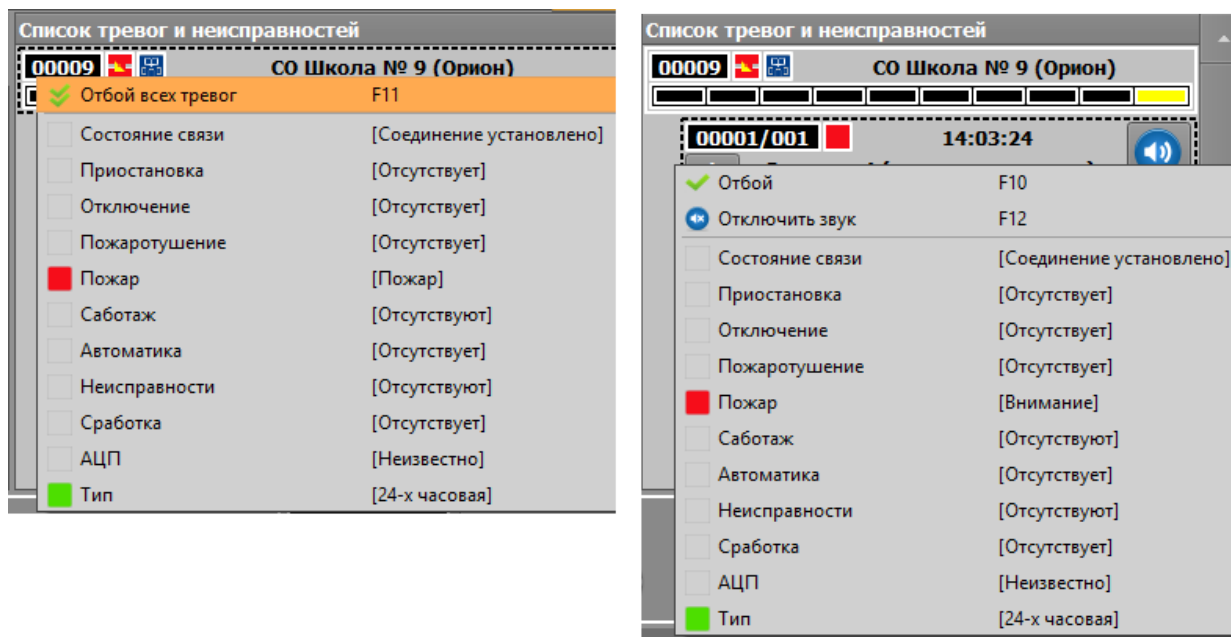 Список тревог и неисправностей
00009 СО Школа № 9 (Орион)
Отбой всех тревог F11
Состояние связи [Соединение установлено]
Приостановка [Отсутствует]
Отключение [Отсутствует]
Пожаротушение [Отсутствует]
Пожар [Пожар]
Саботаж [Отсутствуют]
Автоматика [Отсутствует]
Неисправности [Отсутствуют]
Сработка [Отсутствует]
АЦП [Неизвестно]
Тип [24-х часовая]
Список тревог и неисправностей
00009 СО Школа № 9 (Орион)
00001/001 14:03:24
Отбой F10
Отключить звук F12
Состояние связи [Соединение установлено]
Приостановка [Отсутствует]
Отключение [Отсутствует]
Пожаротушение [Отсутствует]
Пожар [Внимание]
Саботаж [Отсутствуют]
Автоматика [Отсутствует]
Неисправности [Отсутствуют]
Сработка [Отсутствует]
АЦП [Неизвестно]
Тип [24-х часовая]